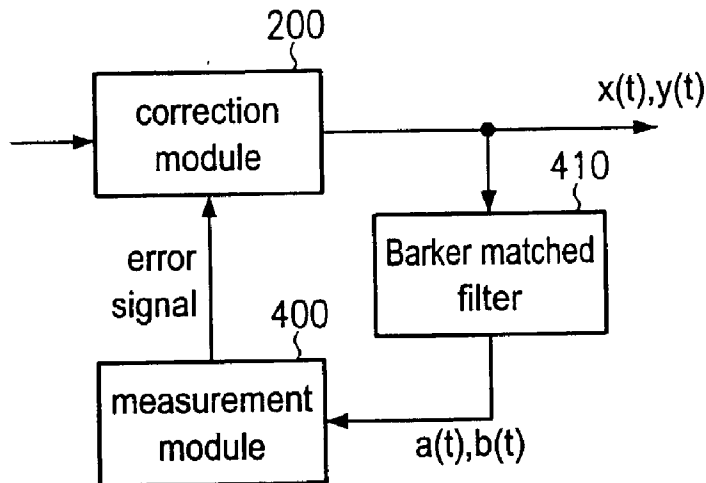 200
correction
module
x(t),y(t)
410
Barker matched
filter
error
signal
400
measurement
module
a(t),b(t)